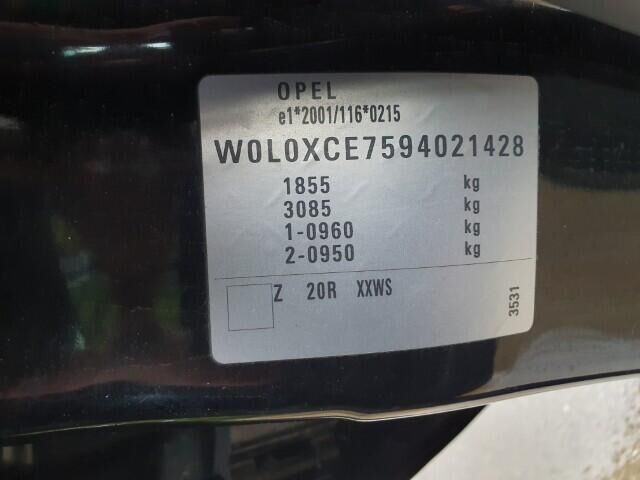 OPEL
e1*2001/116*0215
W0L0XCE7594021428
1855 kg
3085 kg
1-0960 kg
2-0950 kg
Z 20R XXWS
3531